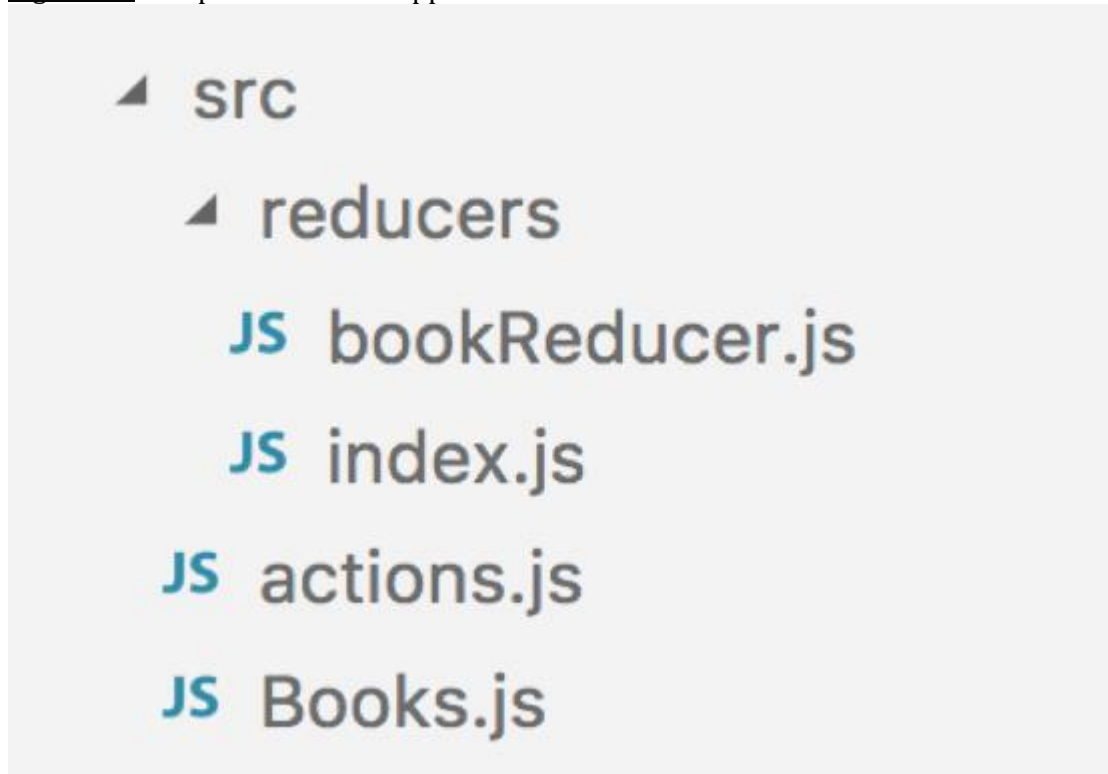 src
reducers
JS bookReducer.js
JS index.js
JS actions.js
JS Books.js